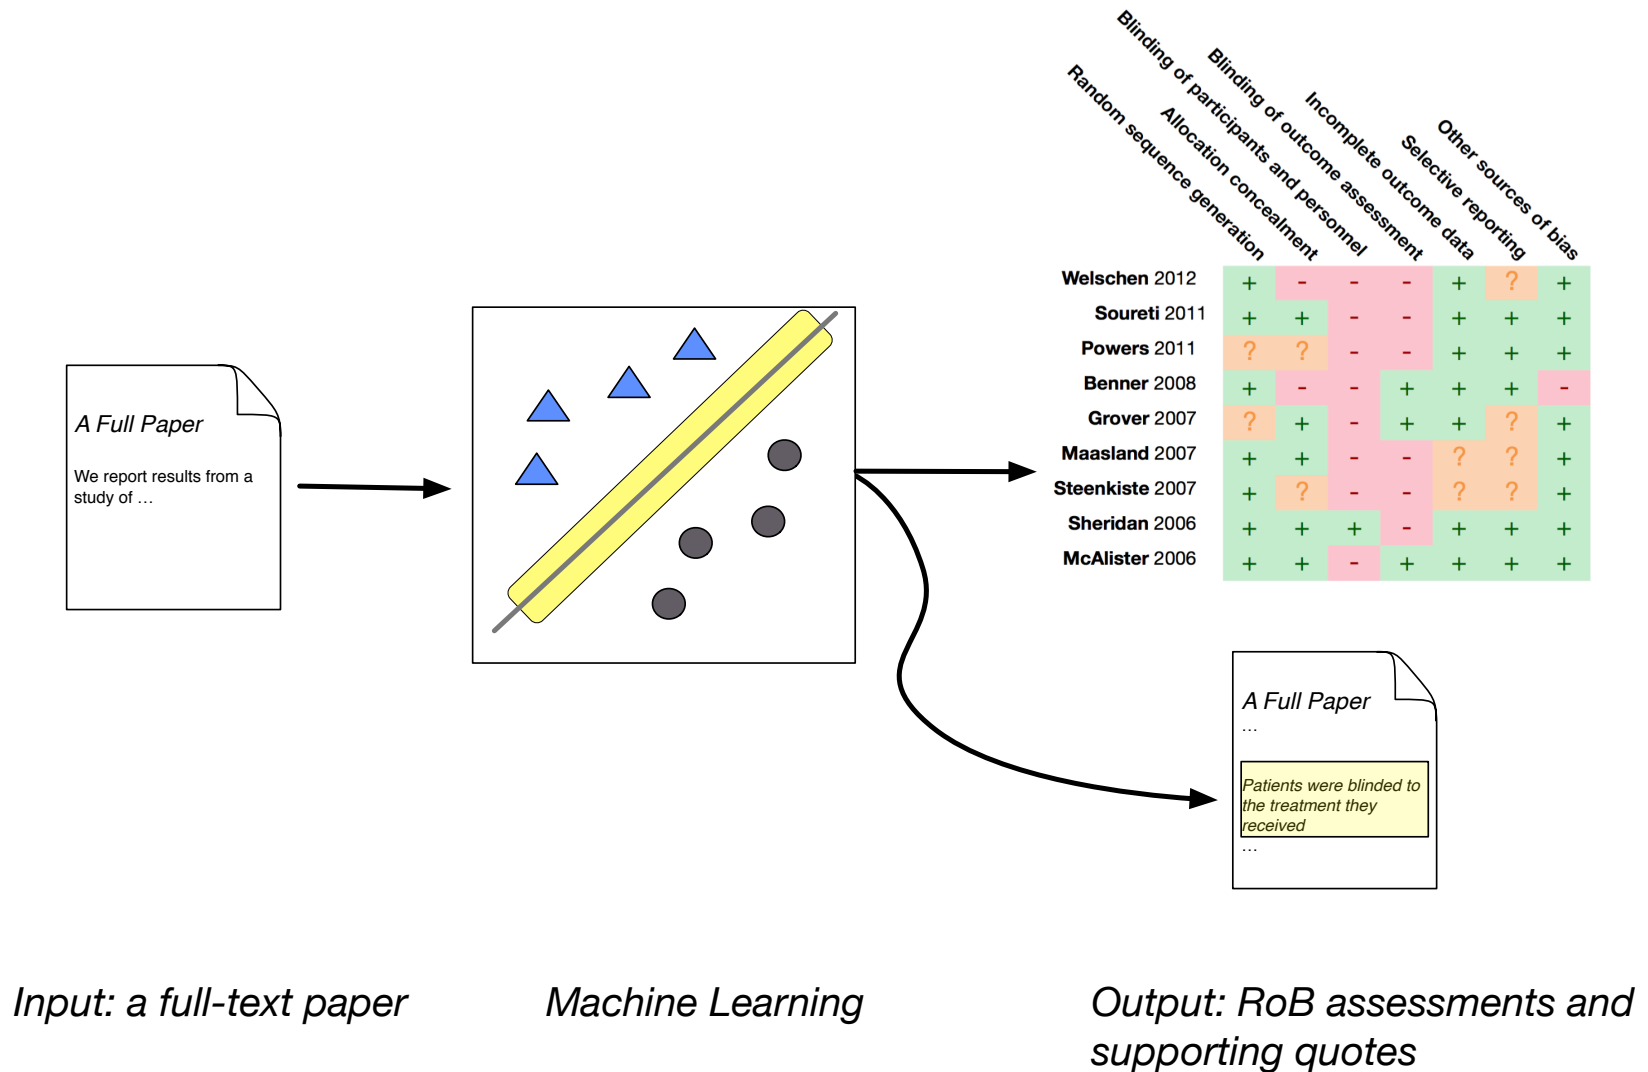 A Full Paper
We report results from a
study of …
Random sequence generation
Allocation concealment
Blinding of participants and personnel
Blinding of outcome assessment
Incomplete outcome data
Selective reporting
Other sources of bias
Welschen 2012 + - - - + ? +
Soureti 2011 + + - - + + +
Powers 2011 ? ? - - + + +
Benner 2008 + - - + + + -
Grover 2007 ? + - + + ? +
Maasland 2007 + + - - ? ? +
Steenkiste 2007 + ? - - ? ? +
Sheridan 2006 + + + - + + +
McAlister 2006 + + - + + + +
A Full Paper
…
Patients were blinded to
the treatment they
received
…
Input: a full-text paper
Machine Learning
Output: RoB assessments and
supporting quotes